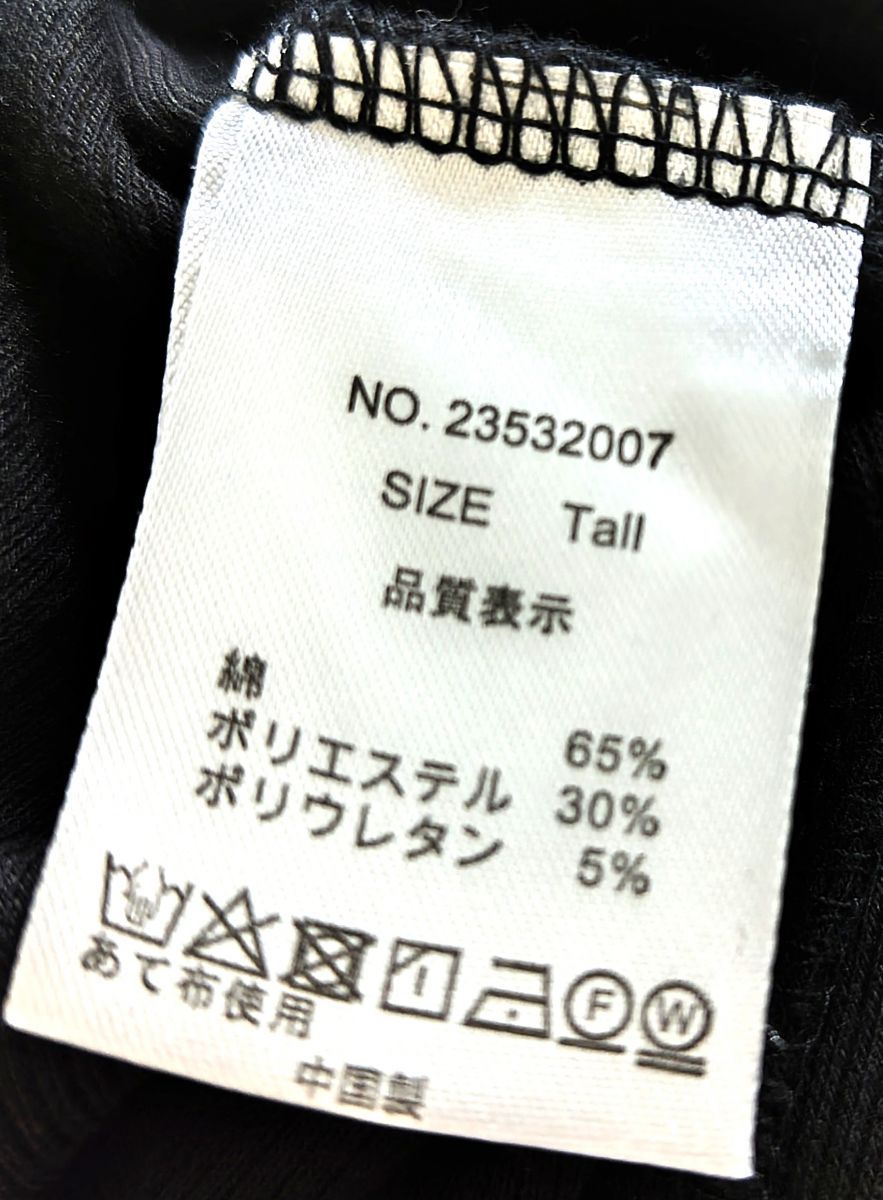 NO. 23532007
SIZE Tall
品質表示
綿 65%
ポリエステル 30%
ポリウレタン 5%
F W
あて布使用
中国製